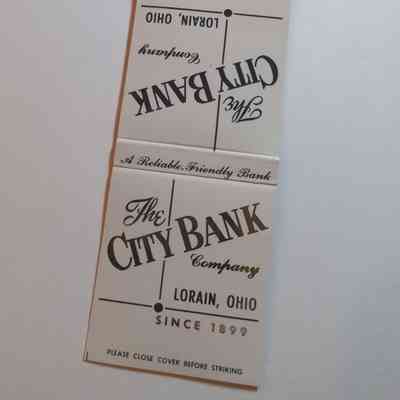 LORAIN, OHIO
Company
The
CITY BANK
A Reliable, Friendly Bank
The
CITY BANK
Company
LORAIN, OHIO
SINCE 1899
PLEASE CLOSE COVER BEFORE STRIKING